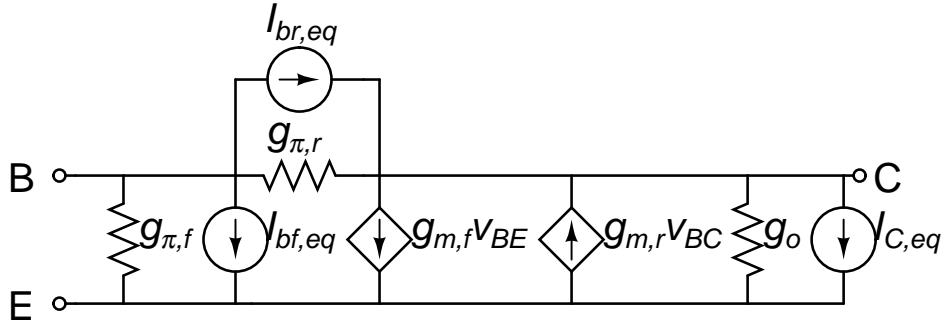 I_{br,eq}
g_{π,r}
B
C
g_{π,f} I_{bf,eq} g_{m,f}v_{BE} g_{m,r}v_{BC} g_o I_{C,eq}
E